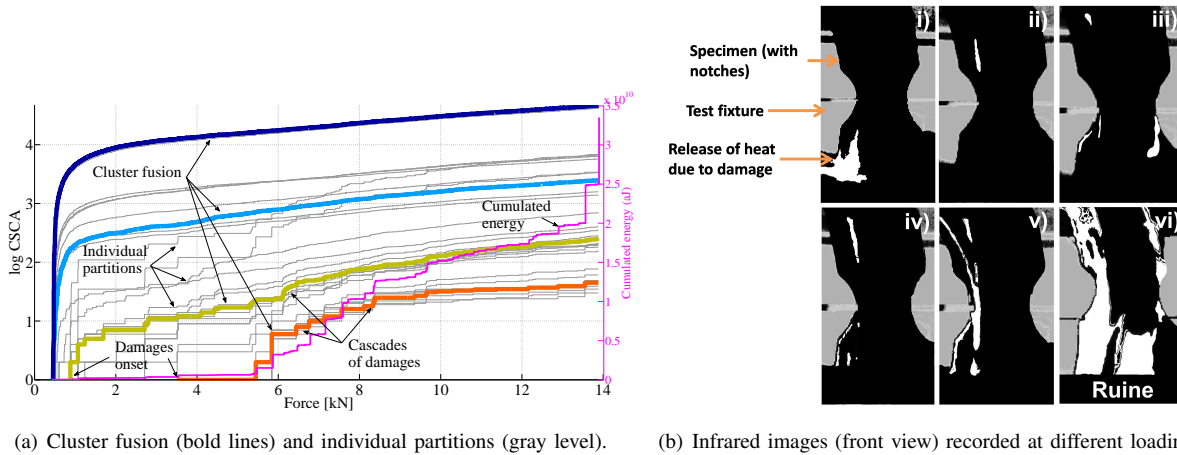 i)
ii)
iii)
Specimen (with
notches)
Test fixture
Release of heat
due to damage
iv)
v)
vi)
Ruine
x 10^10
log CSCA
4
3
2
1
0
3.5
3
2.5
2
1.5
1
0.5
0
Cumulated energy (aJ)
Cluster fusion
Cumulated
energy
Individual
partitions
Damages
onset
Cascades
of damages
0
2
4
6
8
10
12
14
Force [kN]
(a) Cluster fusion (bold lines) and individual partitions (gray level).
(b) Infrared images (front view) recorded at different loadin